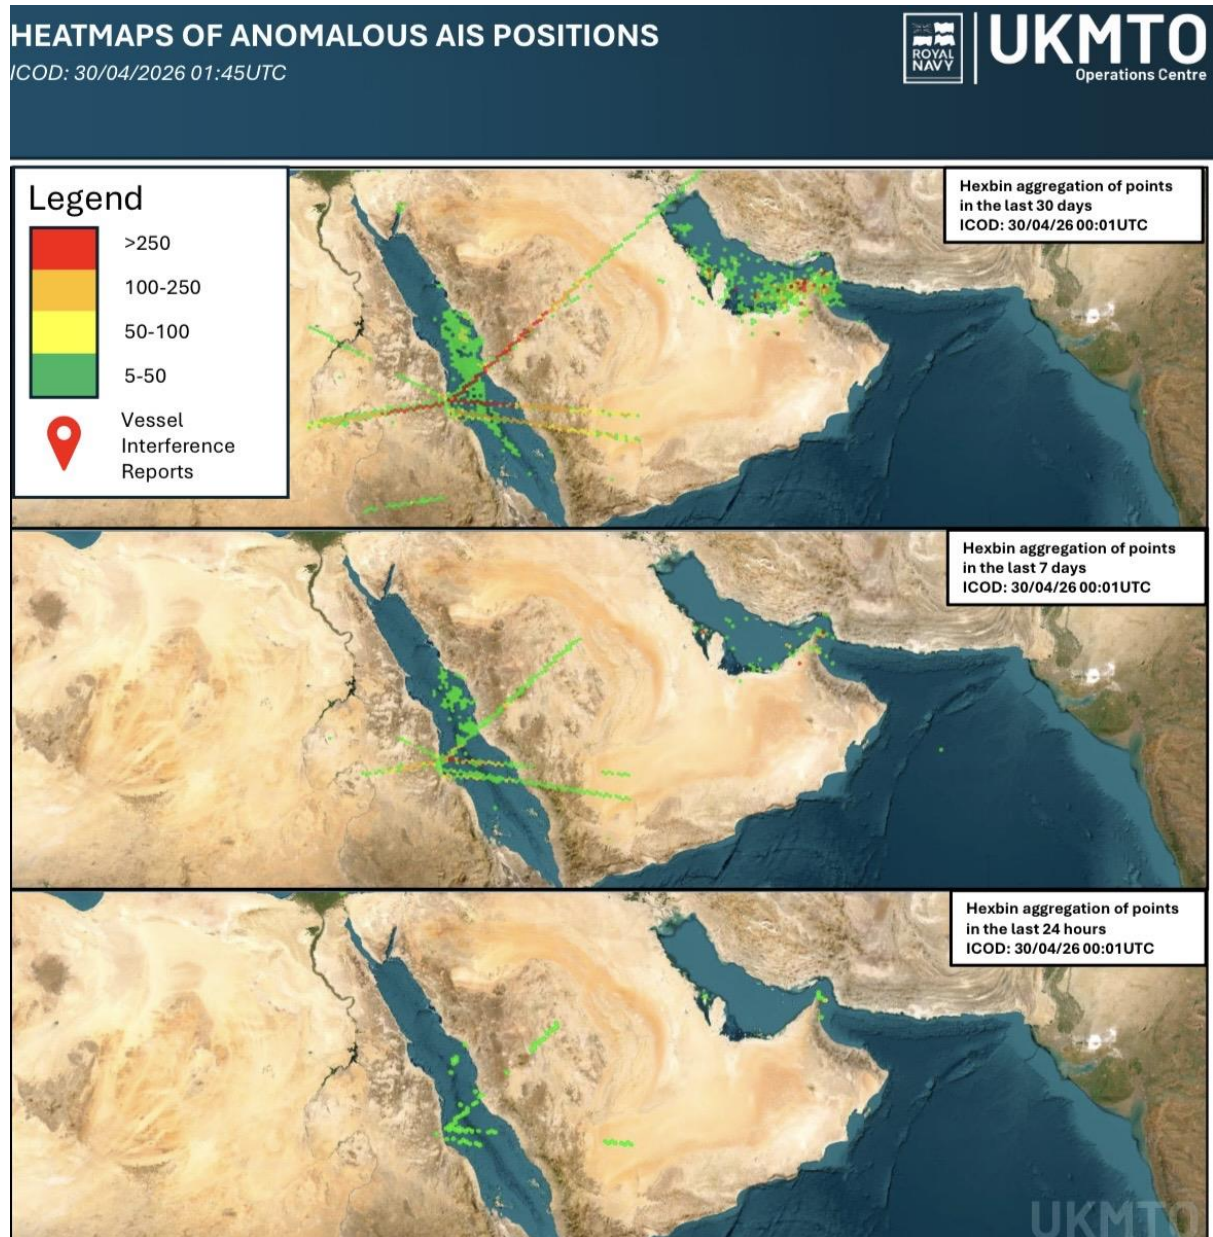 HEATMAPS OF ANOMALOUS AIS POSITIONS
ICOD: 30/04/2026 01:45UTC
ROYAL
NAVY
UKMTO
Operations Centre
Legend
>250
100-250
50-100
5-50
Vessel
Interference
Reports
Hexbin aggregation of points
in the last 30 days
ICOD: 30/04/26 00:01UTC
Hexbin aggregation of points
in the last 7 days
ICOD: 30/04/26 00:01UTC
Hexbin aggregation of points
in the last 24 hours
ICOD: 30/04/26 00:01UTC
UKMTO